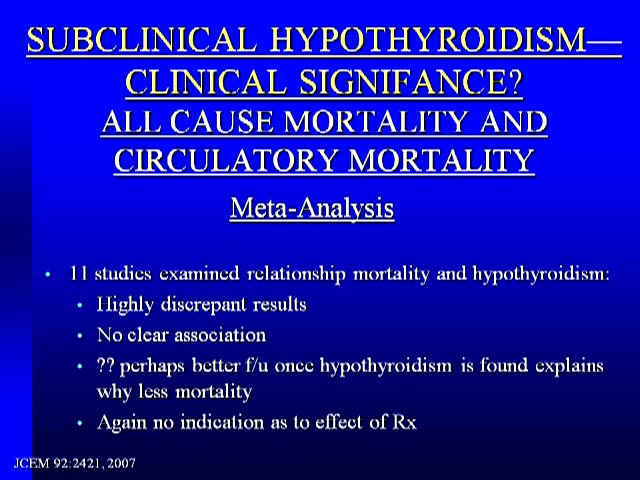 SUBCLINICAL HYPOTHYROIDISM—
CLINICAL SIGNIFANCE?
ALL CAUSE MORTALITY AND
CIRCULATORY MORTALITY
Meta-Analysis
• 11 studies examined relationship mortality and hypothyroidism:
• Highly discrepant results
• No clear association
• ?? perhaps better f/u once hypothyroidism is found explains
why less mortality
• Again no indication as to effect of Rx
JCEM 92:2421, 2007